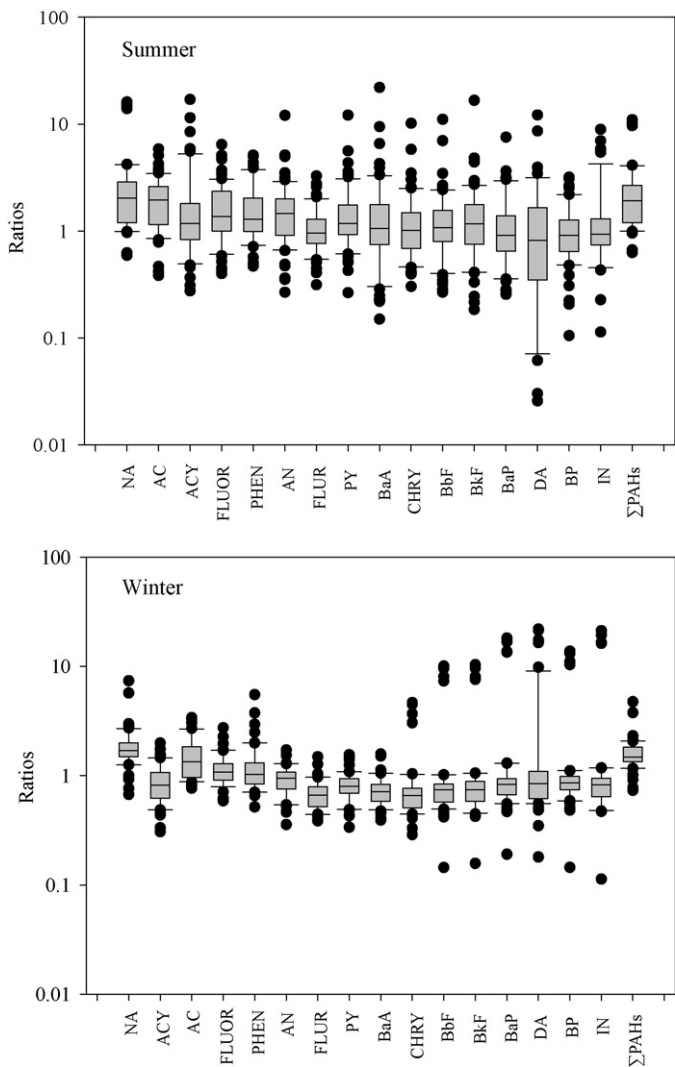 Summer
Ratios
100
10
1
0.1
0.01
NA AC ACY FLUOR PHEN AN FLUR PY BaA CHRY BbF BkF BaP DA BP IN ∑PAHs
Winter
Ratios
100
10
1
0.1
0.01
NA ACY AC FLUOR PHEN AN FLUR PY BaA CHRY BbF BkF BaP DA BP IN ∑PAHs